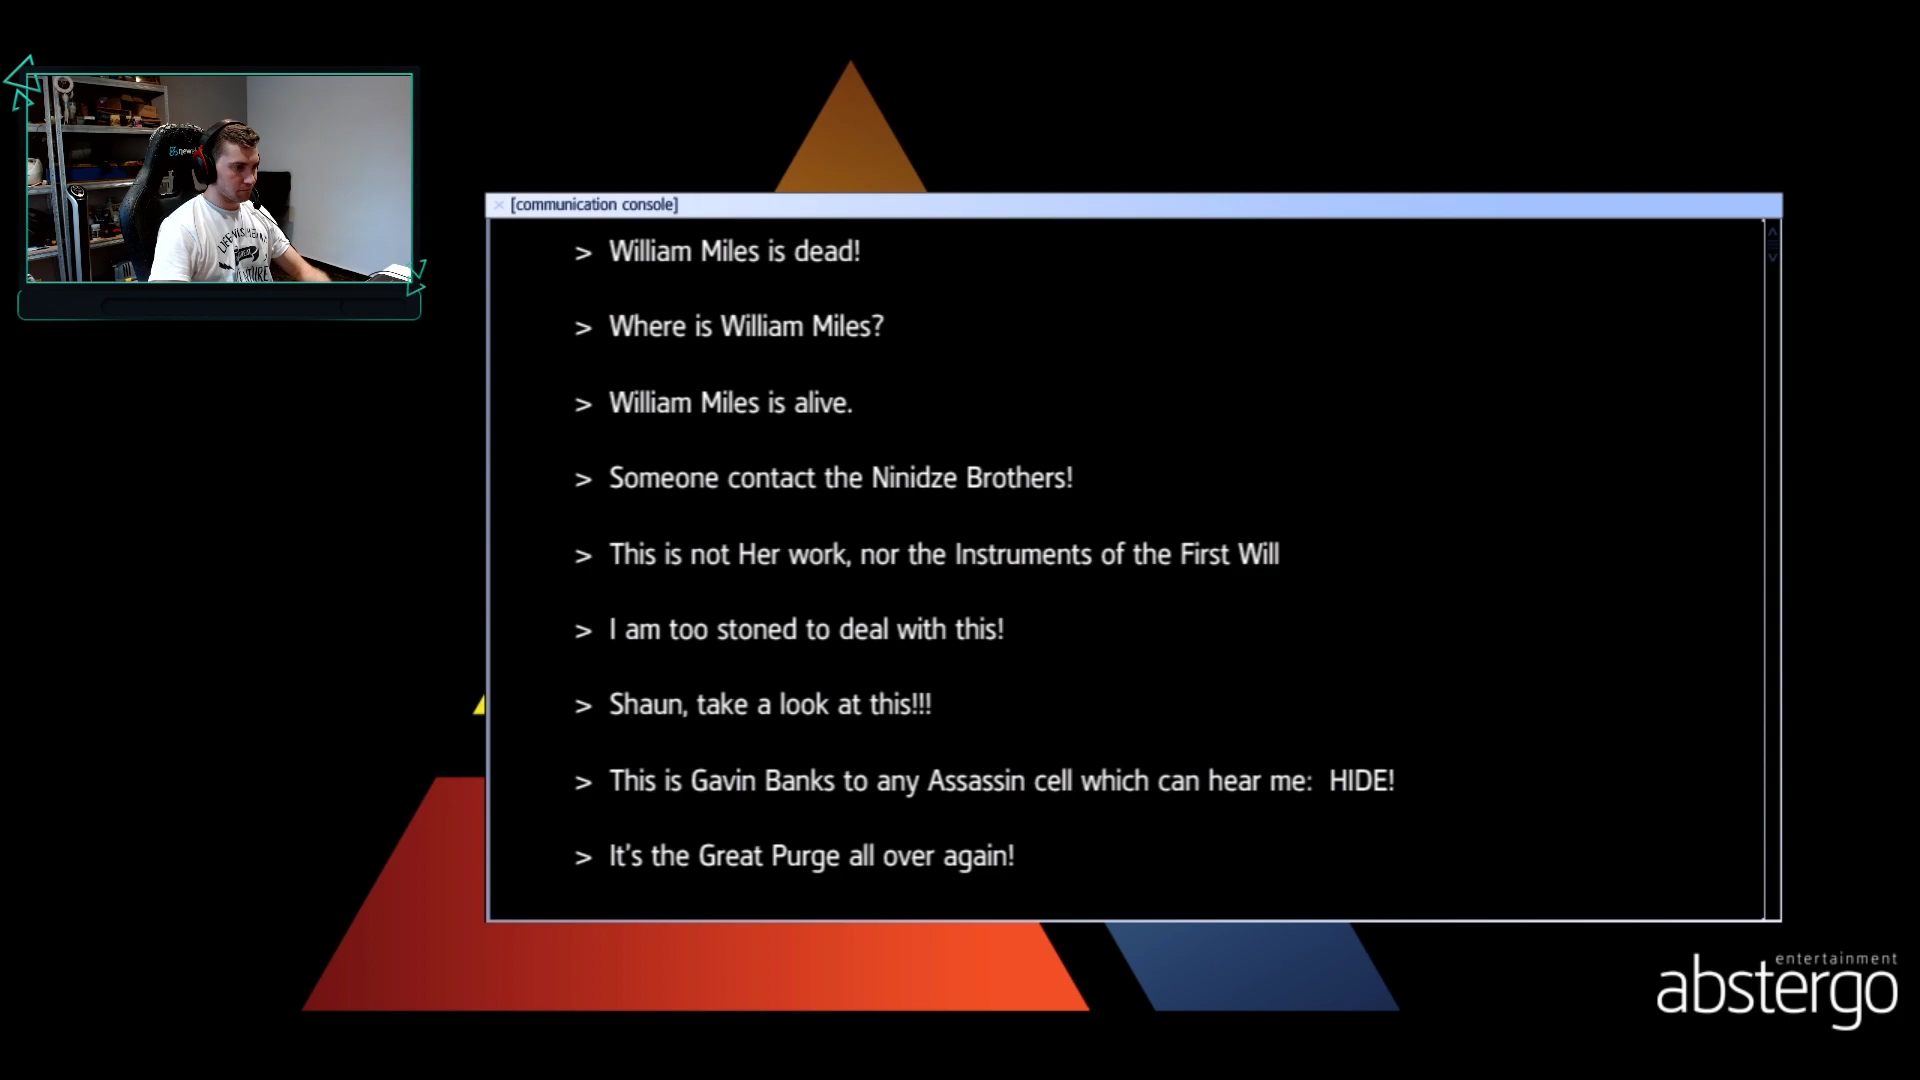 [communication console]
> William Miles is dead!
> Where is William Miles?
> William Miles is alive.
> Someone contact the Ninidze Brothers!
> This is not Her work, nor the Instruments of the First Will
> I am too stoned to deal with this!
> Shaun, take a look at this!!!
> This is Gavin Banks to any Assassin cell which can hear me:  HIDE!
> It's the Great Purge all over again!
entertainment
abstergo